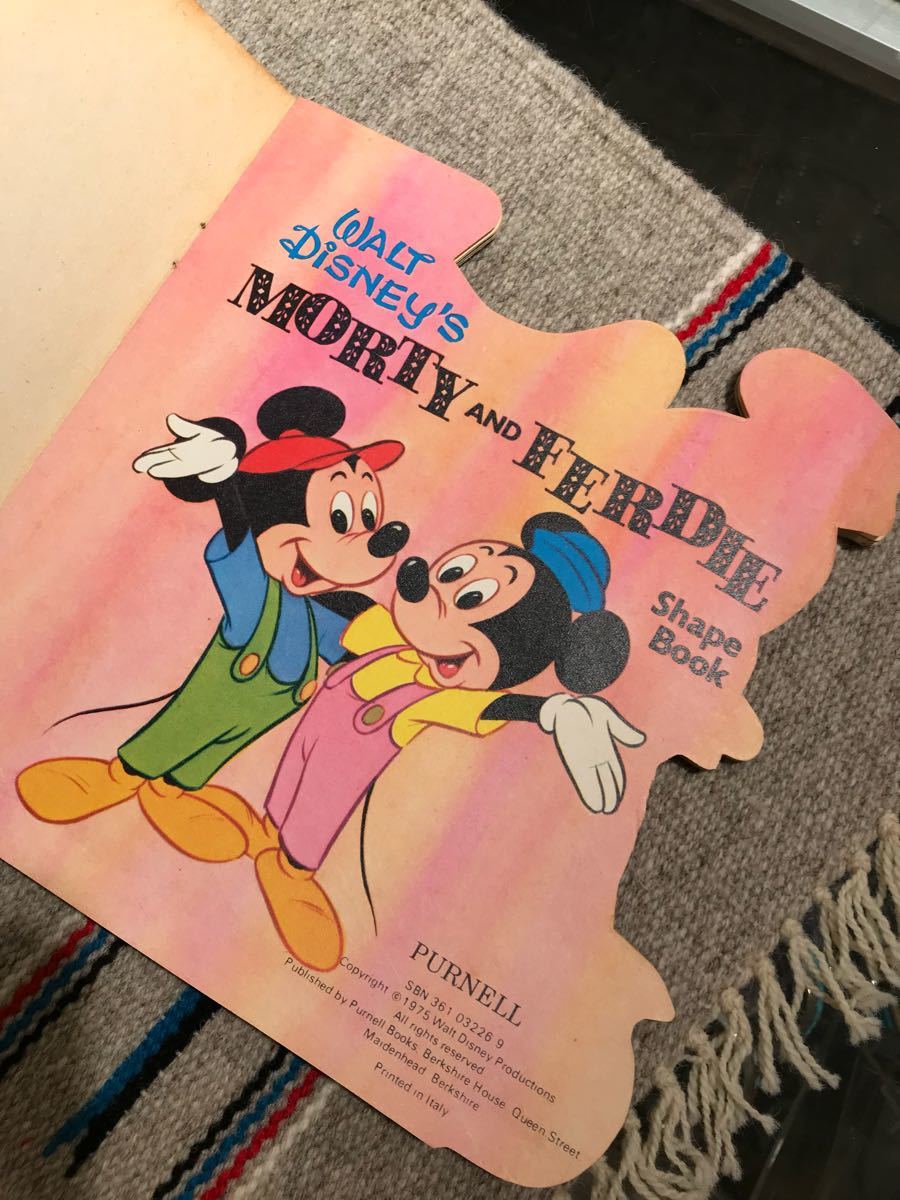 WALT
DISNEY'S
MORTY AND FERDIE
Shape
Book
PURNELL
SBN 361 03226 9
Copyright © 1975 Walt Disney Productions
All rights reserved
Published by Purnell Books, Berkshire House, Queen Street
Maidenhead Berkshire
Printed in Italy